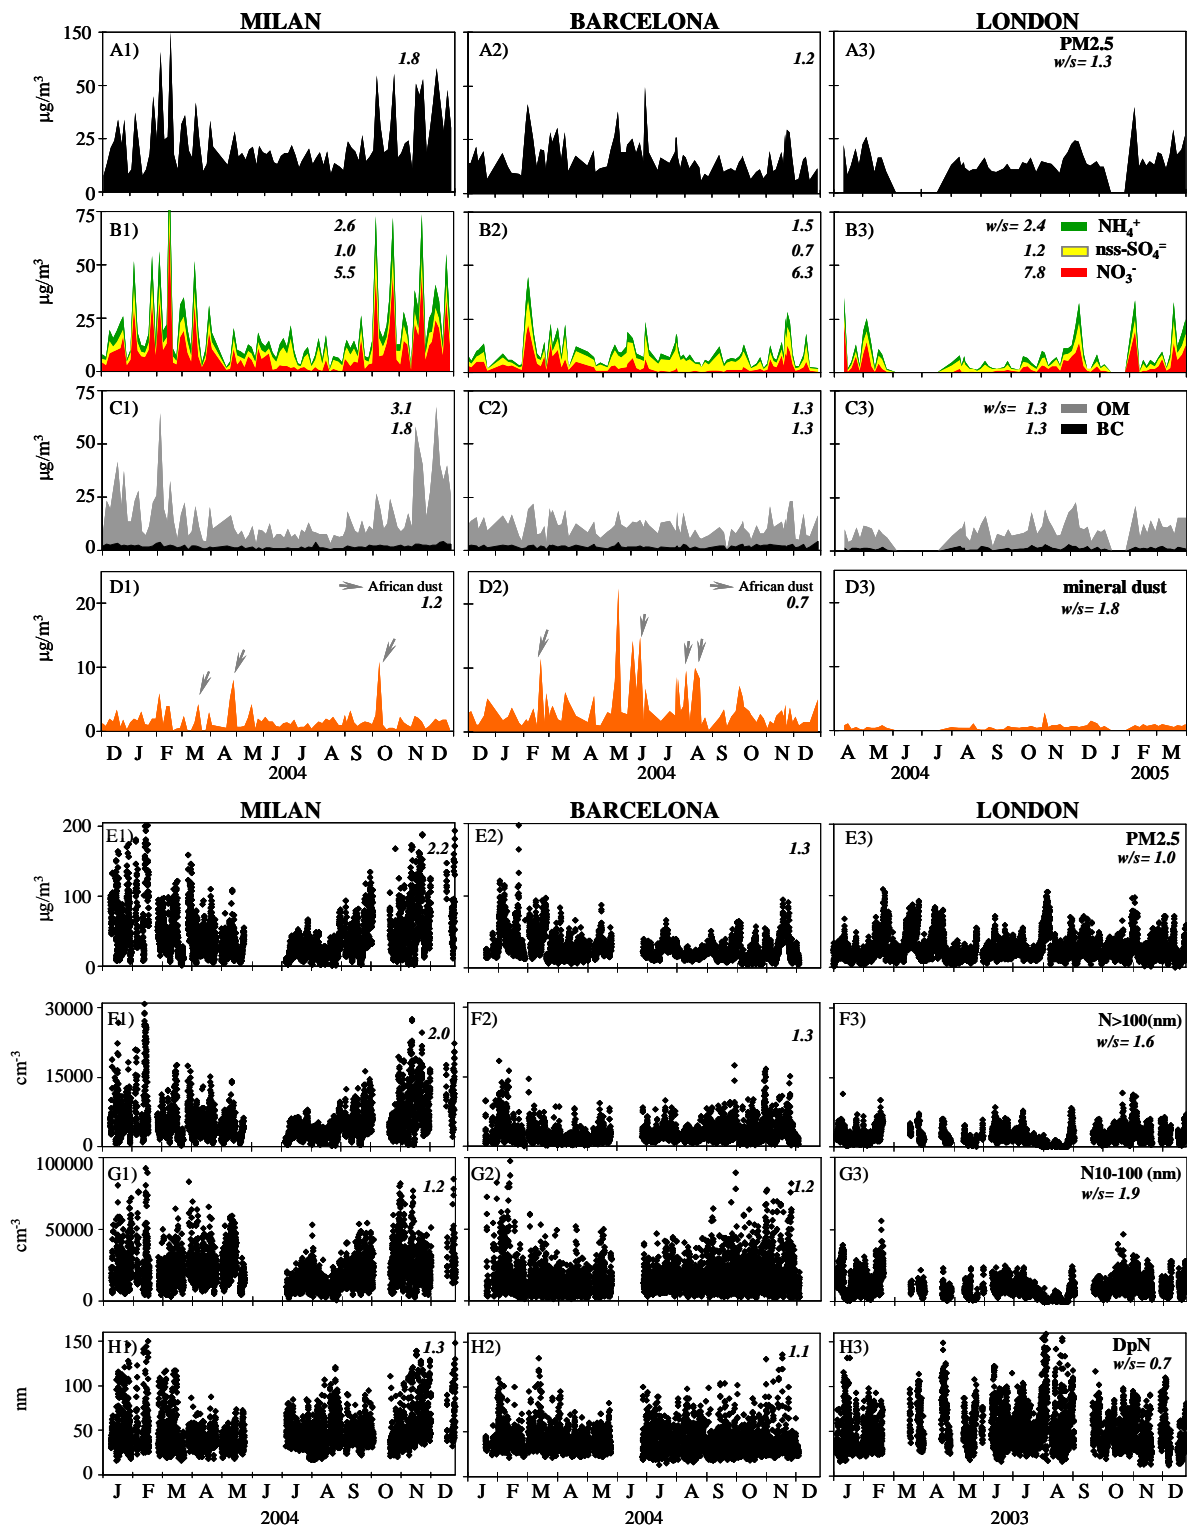 MILAN BARCELONA LONDON
A1) 1.8 A2) 1.2 A3) PM2.5
w/s= 1.3
150
50
25
0
µg/m³
B1) 2.6 B2) 1.5 B3) w/s= 2.4 NH₄⁺
1.0 0.7 1.2 nss-SO₄⁼
5.5 6.3 7.8 NO₃⁻
75
50
25
0
µg/m³
C1) 3.1 C2) 1.3 C3) w/s= 1.3 OM
1.8 1.3 1.3 BC
75
50
25
0
µg/m³
D1) African dust D2) African dust D3) mineral dust
1.2 0.7 w/s= 1.8
20
10
0
µg/m³
D J F M A M J J A S O N D D J F M A M J J A S O N D A M J J A S O N D J F M
2004 2004 2004 2005
MILAN BARCELONA LONDON
E1) 2.2 E2) 1.3 E3) PM2.5
w/s= 1.0
200
100
0
µg/m³
F1) 2.0 F2) 1.3 F3) N>100(nm)
w/s= 1.6
30000
15000
0
cm⁻³
G1) 1.2 G2) 1.2 G3) N10-100 (nm)
w/s= 1.9
100000
50000
0
cm⁻³
H1) 1.3 H2) 1.1 H3) DpN
w/s= 0.7
150
100
50
0
nm
J F M A M J J A S O N D J F M A M J J A S O N D J F M A M J J A S O N D
2004 2004 2003